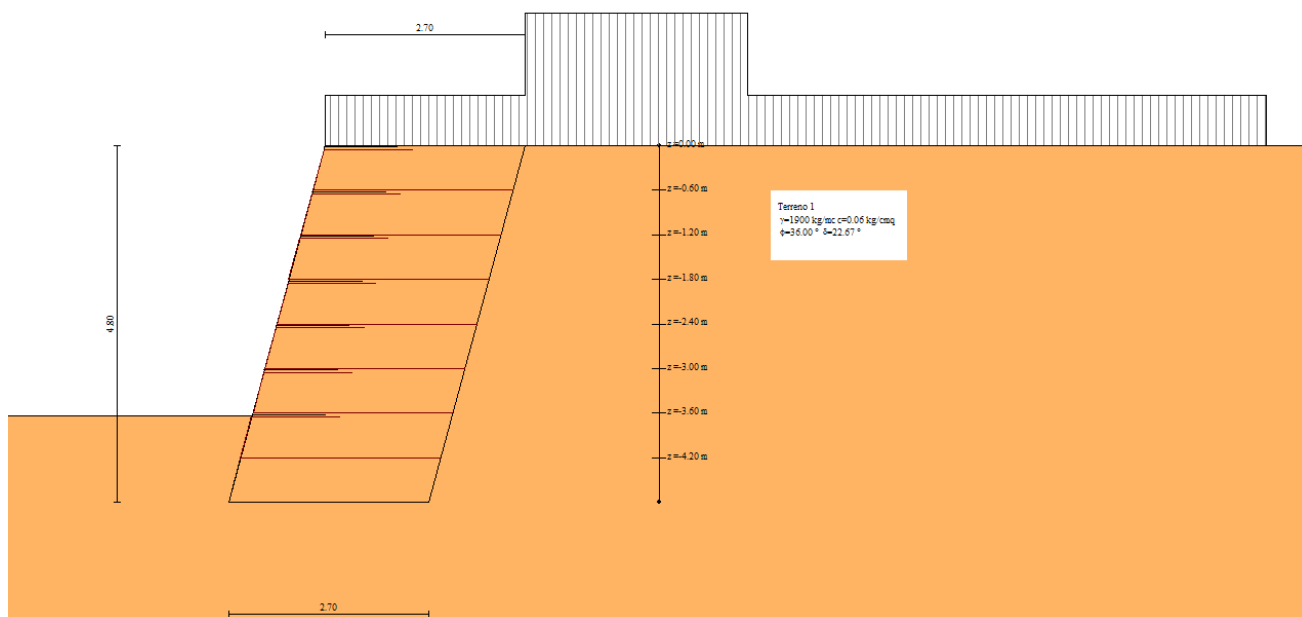 2.70
z=0.00 m
z=-0.60 m
Terreno 1
γ=1900 kg/mc c=0.06 kg/cmq
ϕ=36.00 ° δ=22.67 °
z=-1.20 m
z=-1.80 m
4.80
z=-2.40 m
z=-3.00 m
z=-3.60 m
z=-4.20 m
2.70